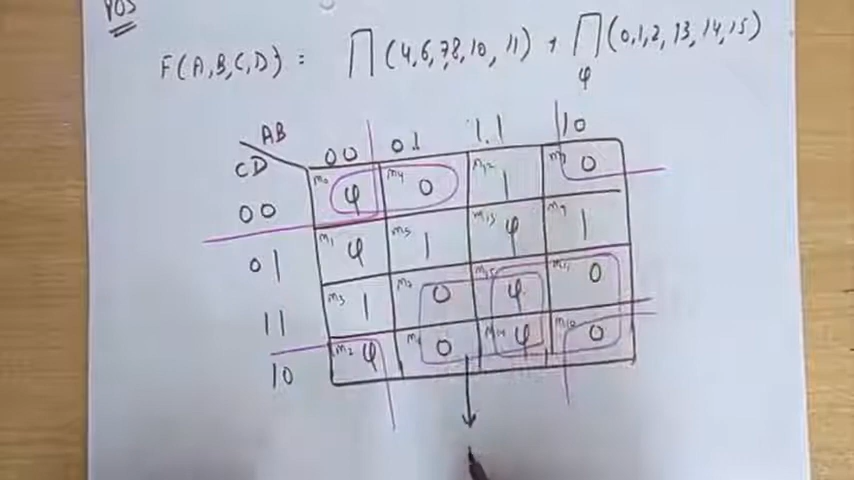 POS
F(A,B,C,D) = ∏(4,6,7,8,10,11) + ∏(0,1,2,13,14,15)
φ
AB
CD
00 01 11 10
00 m0 φ m4 0 m12 1 m8 0
01 m1 φ m5 1 m13 φ m9 1
11 m3 1 m7 0 m15 φ m11 0
10 m2 φ m6 0 m14 φ m10 0